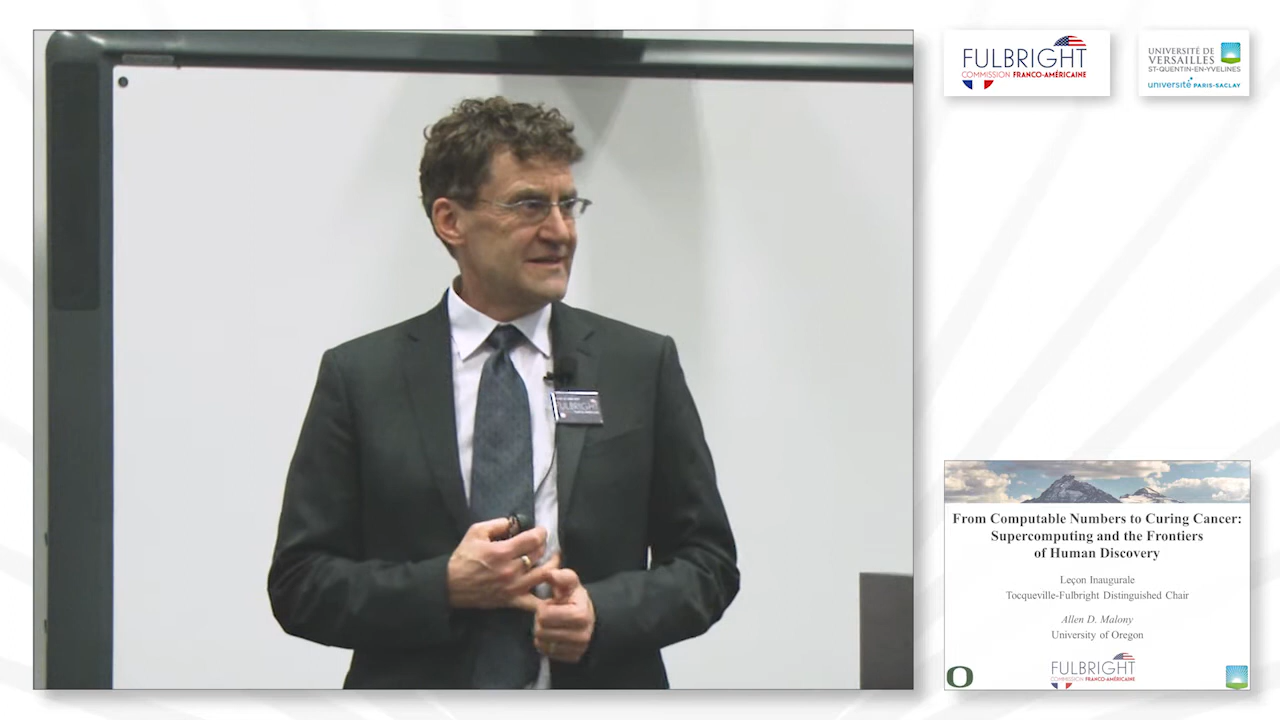 FULBRIGHT
COMMISSION FRANCO-AMÉRICAINE
UNIVERSITÉ DE
VERSAILLES
ST-QUENTIN-EN-YVELINES
université PARIS-SACLAY
FULBRIGHT
From Computable Numbers to Curing Cancer:
Supercomputing and the Frontiers
of Human Discovery
Leçon Inaugurale
Tocqueville-Fulbright Distinguished Chair
Allen D. Malony
University of Oregon
FULBRIGHT
COMMISSION FRANCO-AMÉRICAINE
O